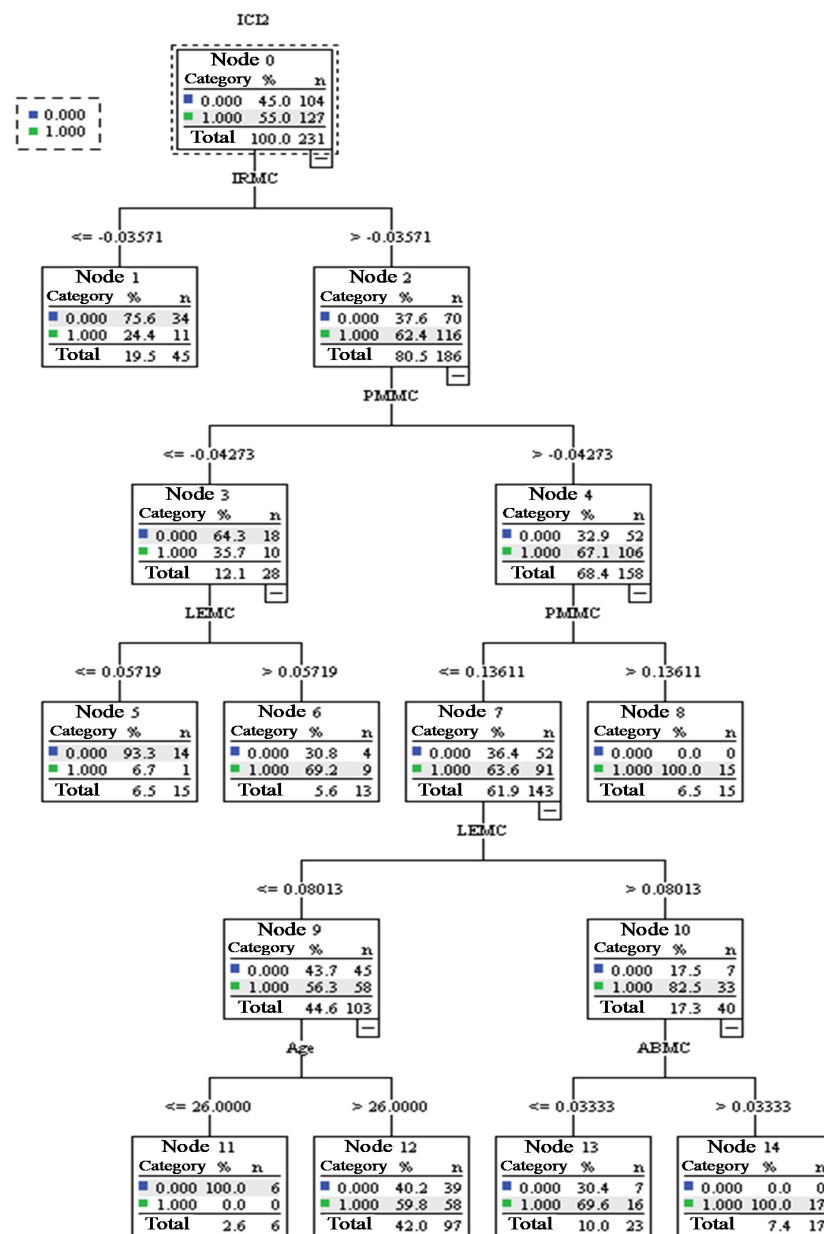 ICI2
0.000
1.000
Node 0
Category % n
0.000 45.0 104
1.000 55.0 127
Total 100.0 231
IRMC
<= -0.03571
> -0.03571
Node 1
Category % n
0.000 75.6 34
1.000 24.4 11
Total 19.5 45
Node 2
Category % n
0.000 37.6 70
1.000 62.4 116
Total 80.5 186
PMMC
<= -0.04273
> -0.04273
Node 3
Category % n
0.000 64.3 18
1.000 35.7 10
Total 12.1 28
Node 4
Category % n
0.000 32.9 52
1.000 67.1 106
Total 68.4 158
LEMC
PMMC
<= 0.05719
> 0.05719
<= 0.13611
> 0.13611
Node 5
Category % n
0.000 93.3 14
1.000 6.7 1
Total 6.5 15
Node 6
Category % n
0.000 30.8 4
1.000 69.2 9
Total 5.6 13
Node 7
Category % n
0.000 36.4 52
1.000 63.6 91
Total 61.9 143
Node 8
Category % n
0.000 0.0 0
1.000 100.0 15
Total 6.5 15
LEMC
<= 0.08013
> 0.08013
Node 9
Category % n
0.000 43.7 45
1.000 56.3 58
Total 44.6 103
Node 10
Category % n
0.000 17.5 7
1.000 82.5 33
Total 17.3 40
Age
ABMC
<= 26.0000
> 26.0000
<= 0.03333
> 0.03333
Node 11
Category % n
0.000 100.0 6
1.000 0.0 0
Total 2.6 6
Node 12
Category % n
0.000 40.2 39
1.000 59.8 58
Total 42.0 97
Node 13
Category % n
0.000 30.4 7
1.000 69.6 16
Total 10.0 23
Node 14
Category % n
0.000 0.0 0
1.000 100.0 17
Total 7.4 17